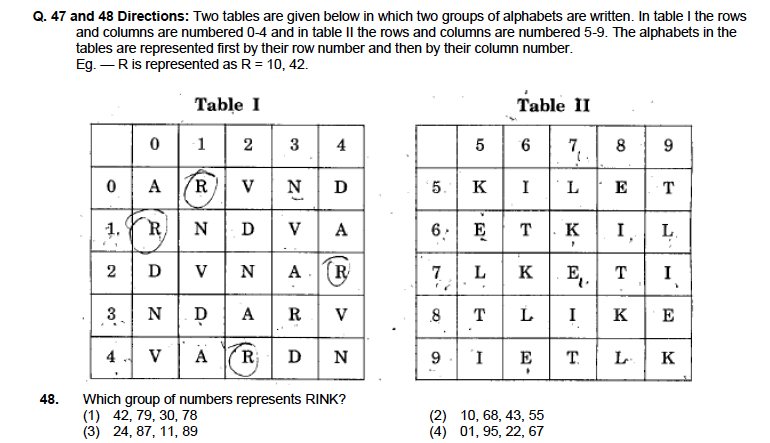 Q. 47 and 48 Directions: Two tables are given below in which two groups of alphabets are written. In table I the rows
and columns are numbered 0-4 and in table II the rows and columns are numbered 5-9. The alphabets in the
tables are represented first by their row number and then by their column number.
Eg. — R is represented as R = 10, 42.
Table I
0 1 2 3 4
0 A R V N D
1. R N D V A
2 D V N A R
3 N D A R V
4 V A R D N
Table II
5 6 7 8 9
5. K I L E T
6 E T K I L
7 L K E T I
8 T L I K E
9 I E T L K
48. Which group of numbers represents RINK?
(1) 42, 79, 30, 78
(2) 10, 68, 43, 55
(3) 24, 87, 11, 89
(4) 01, 95, 22, 67